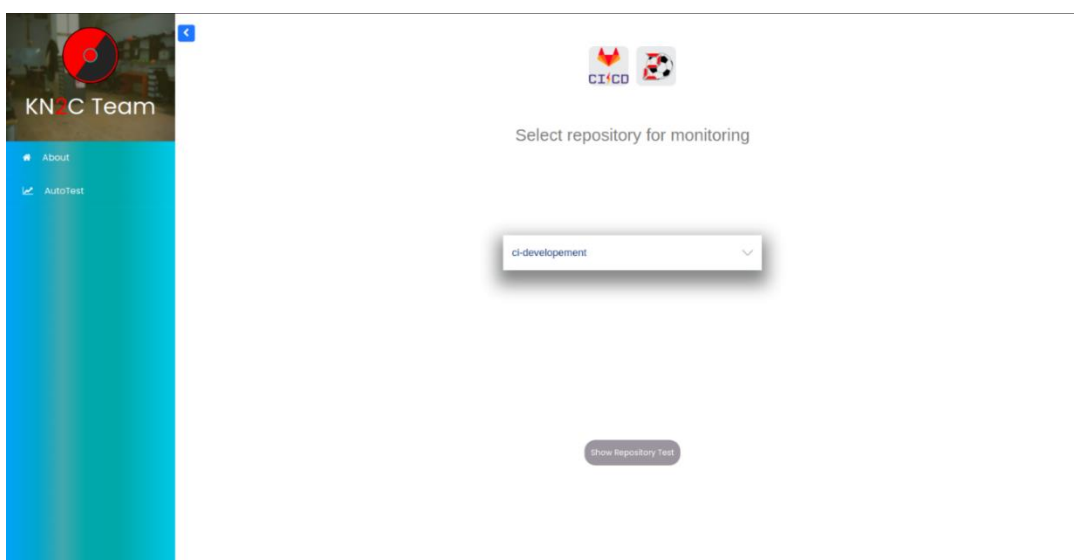 KN2C Team
About
AutoTest
CI CD
Select repository for monitoring
ci-developement
Show Repository Test